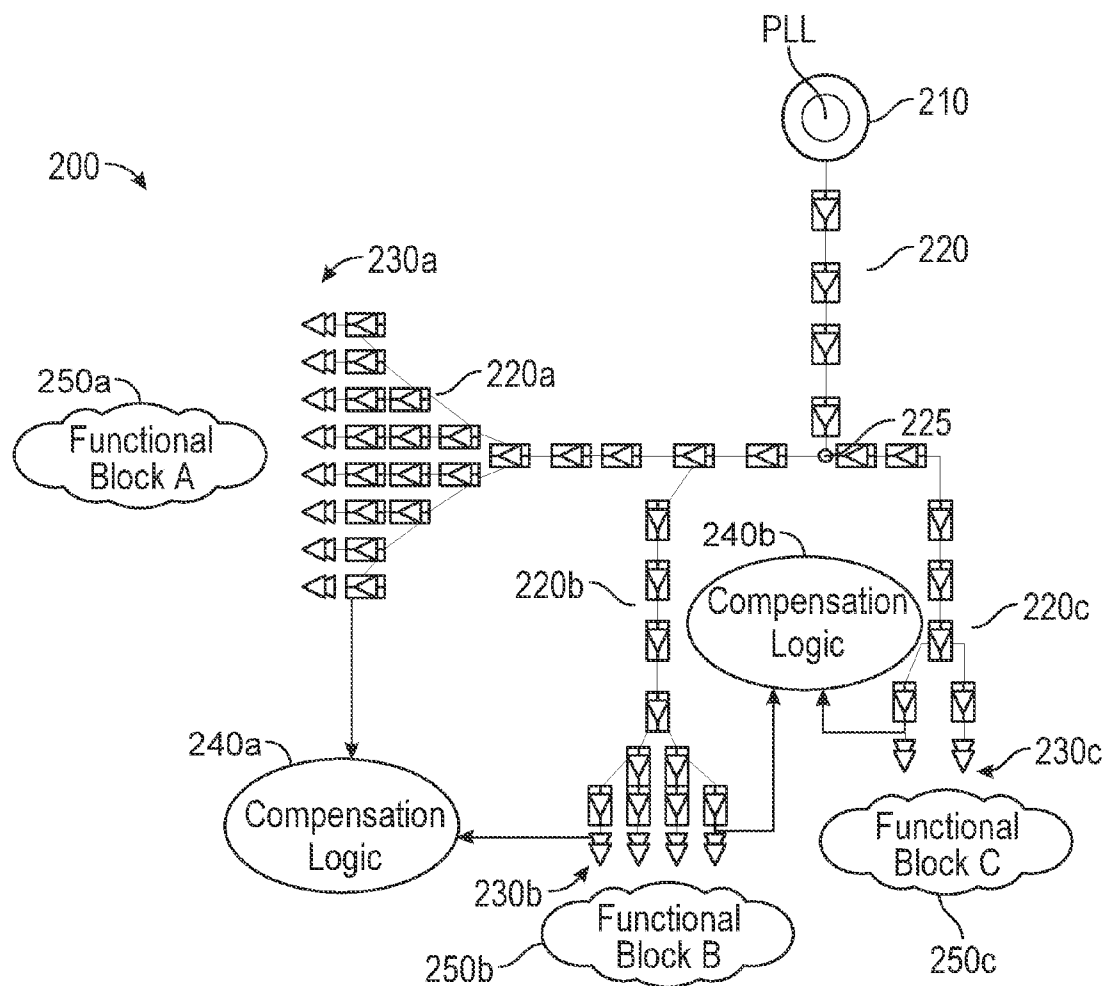 PLL
210
200
220
230a
220a
250a
Functional
Block A
225
240b
Compensation
Logic
220b
220c
240a
Compensation
Logic
230c
230b
Functional
Block C
Functional
Block B
250b
250c